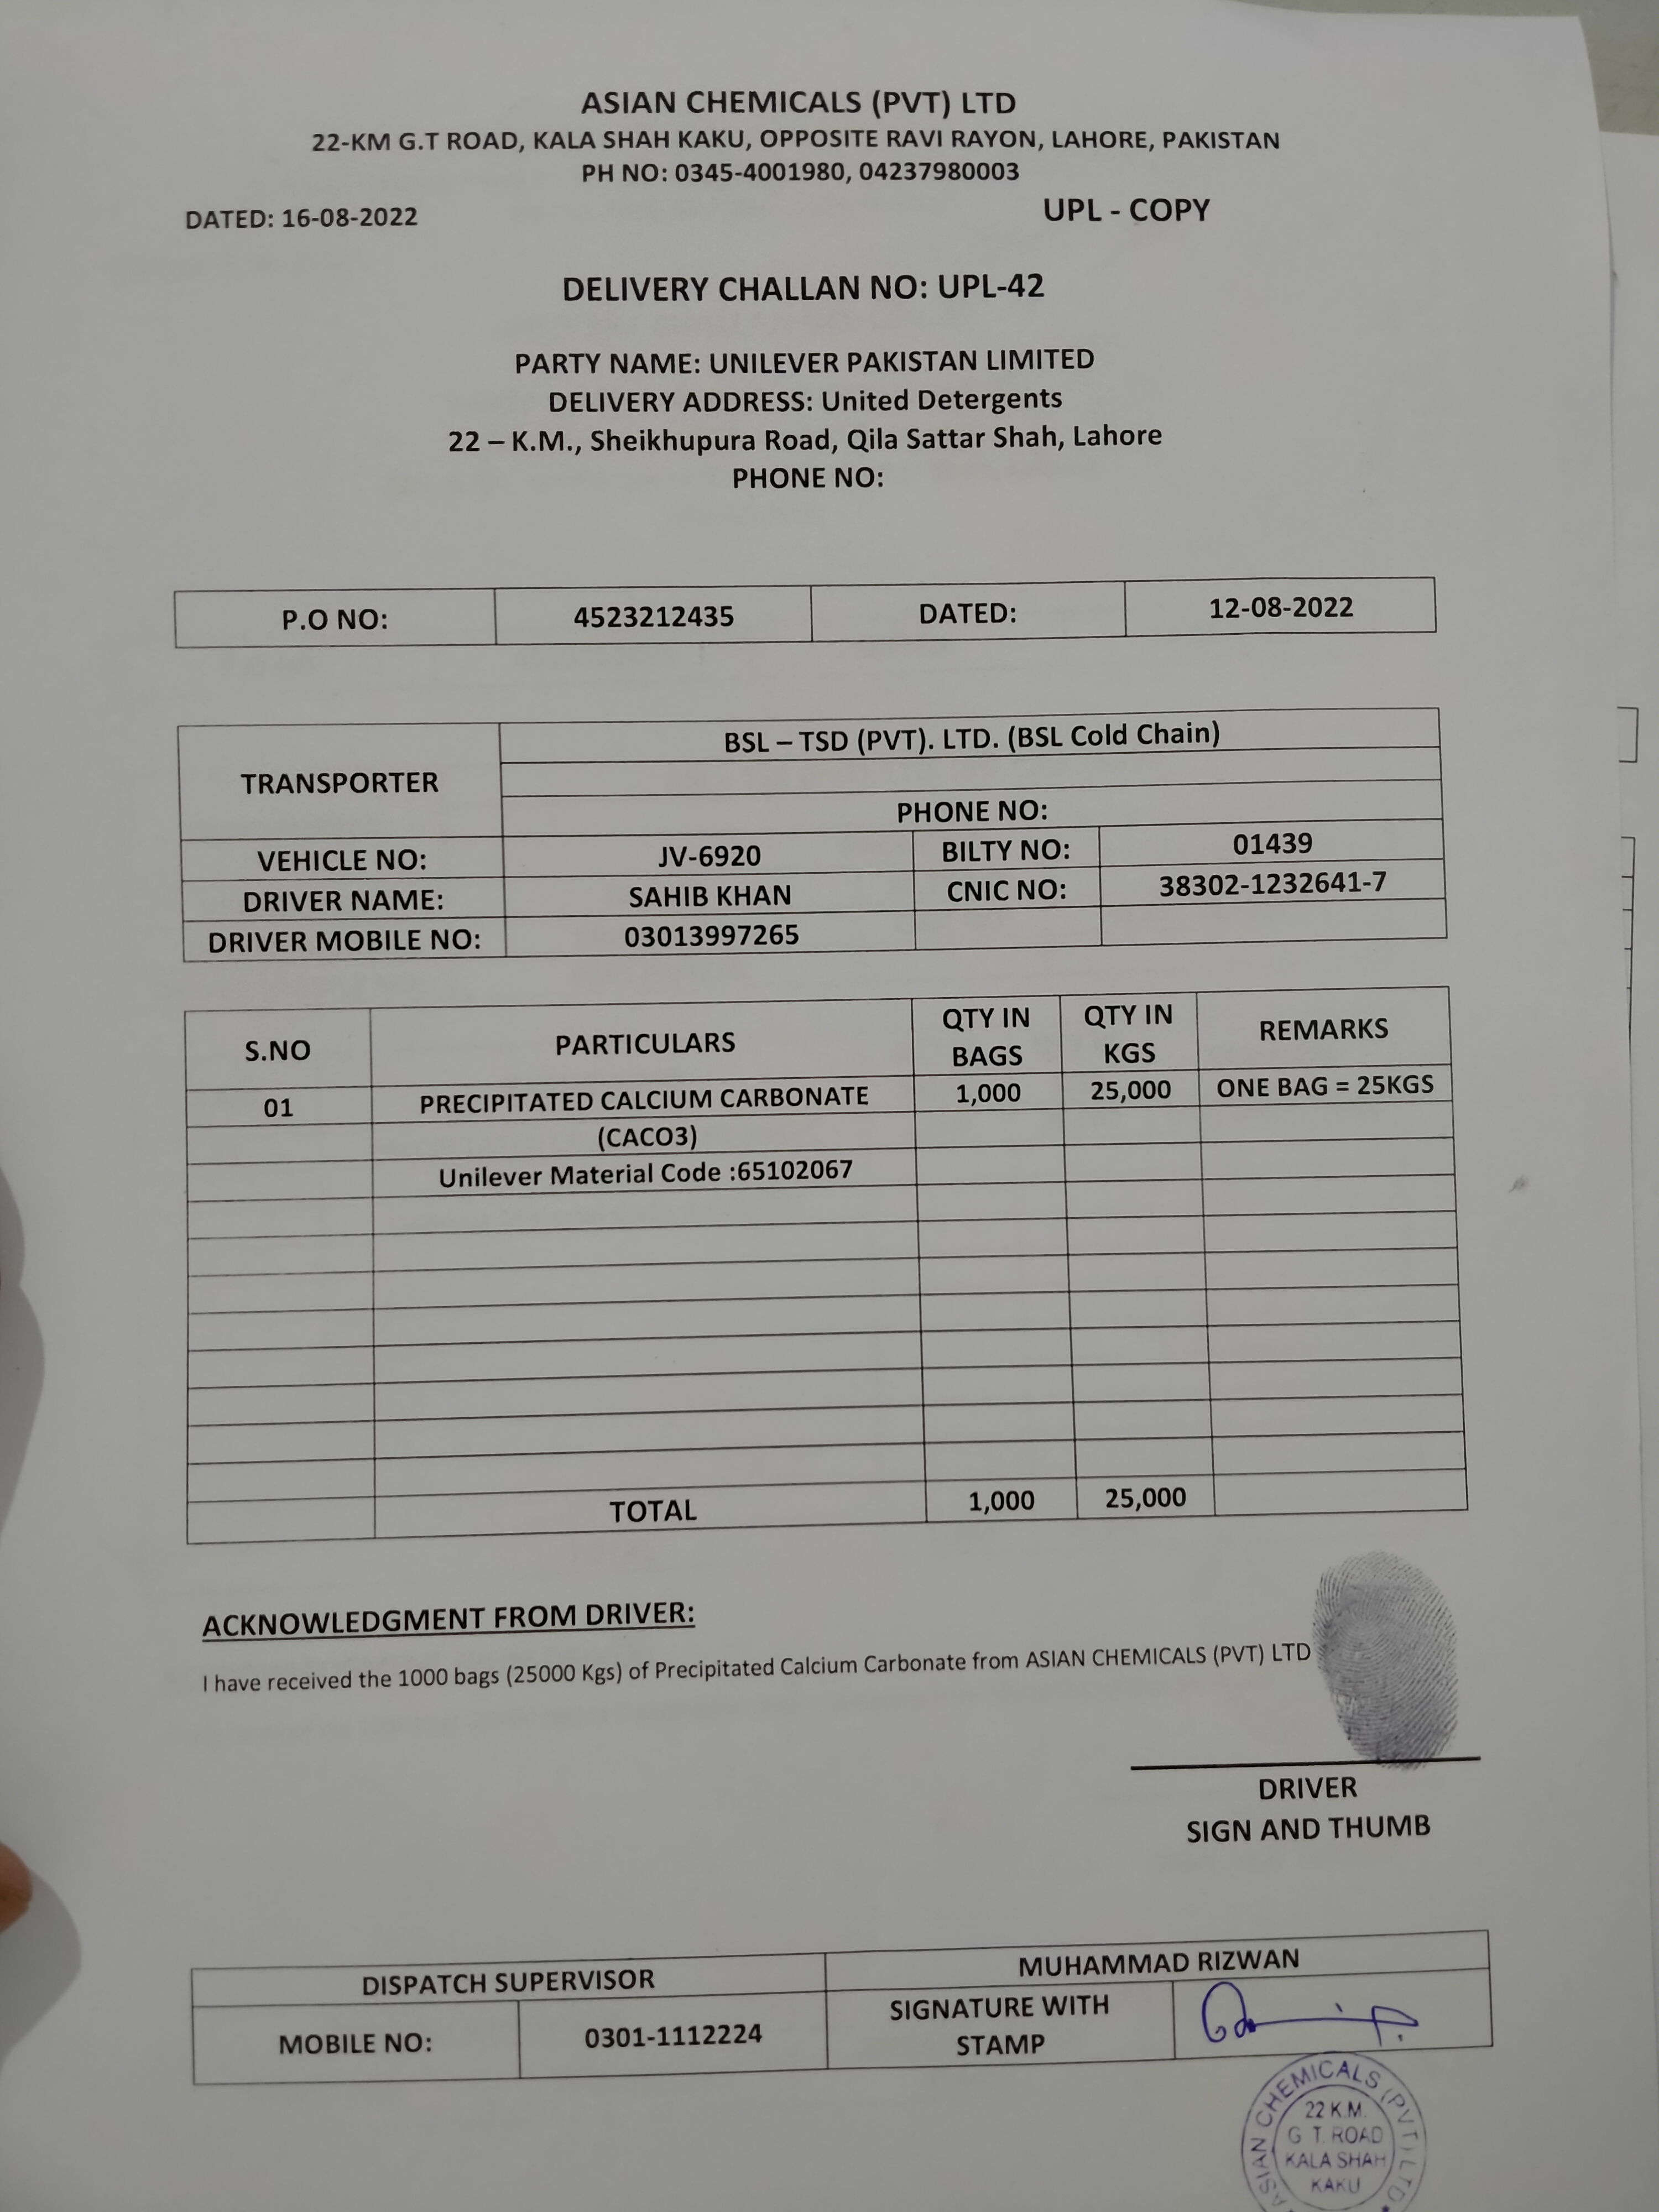 ASIAN CHEMICALS (PVT) LTD
22-KM G.T ROAD, KALA SHAH KAKU, OPPOSITE RAVI RAYON, LAHORE, PAKISTAN
PH NO: 0345-4001980, 04237980003
DATED: 16-08-2022 UPL - COPY
DELIVERY CHALLAN NO: UPL-42
PARTY NAME: UNILEVER PAKISTAN LIMITED
DELIVERY ADDRESS: United Detergents
22 – K.M., Sheikhupura Road, Qila Sattar Shah, Lahore
PHONE NO:
P.O NO: 4523212435 DATED: 12-08-2022
TRANSPORTER BSL – TSD (PVT). LTD. (BSL Cold Chain)
PHONE NO:
VEHICLE NO: JV-6920 BILTY NO: 01439
DRIVER NAME: SAHIB KHAN CNIC NO: 38302-1232641-7
DRIVER MOBILE NO: 03013997265
S.NO PARTICULARS QTY IN BAGS QTY IN KGS REMARKS
01 PRECIPITATED CALCIUM CARBONATE 1,000 25,000 ONE BAG = 25KGS
(CACO3)
Unilever Material Code :65102067
TOTAL 1,000 25,000
ACKNOWLEDGMENT FROM DRIVER:
I have received the 1000 bags (25000 Kgs) of Precipitated Calcium Carbonate from ASIAN CHEMICALS (PVT) LTD
DRIVER
SIGN AND THUMB
DISPATCH SUPERVISOR MUHAMMAD RIZWAN
MOBILE NO: 0301-1112224 SIGNATURE WITH STAMP
ASIAN CHEMICALS (PVT) LTD
22 K.M.
G T. ROAD
KALA SHAH
KAKU